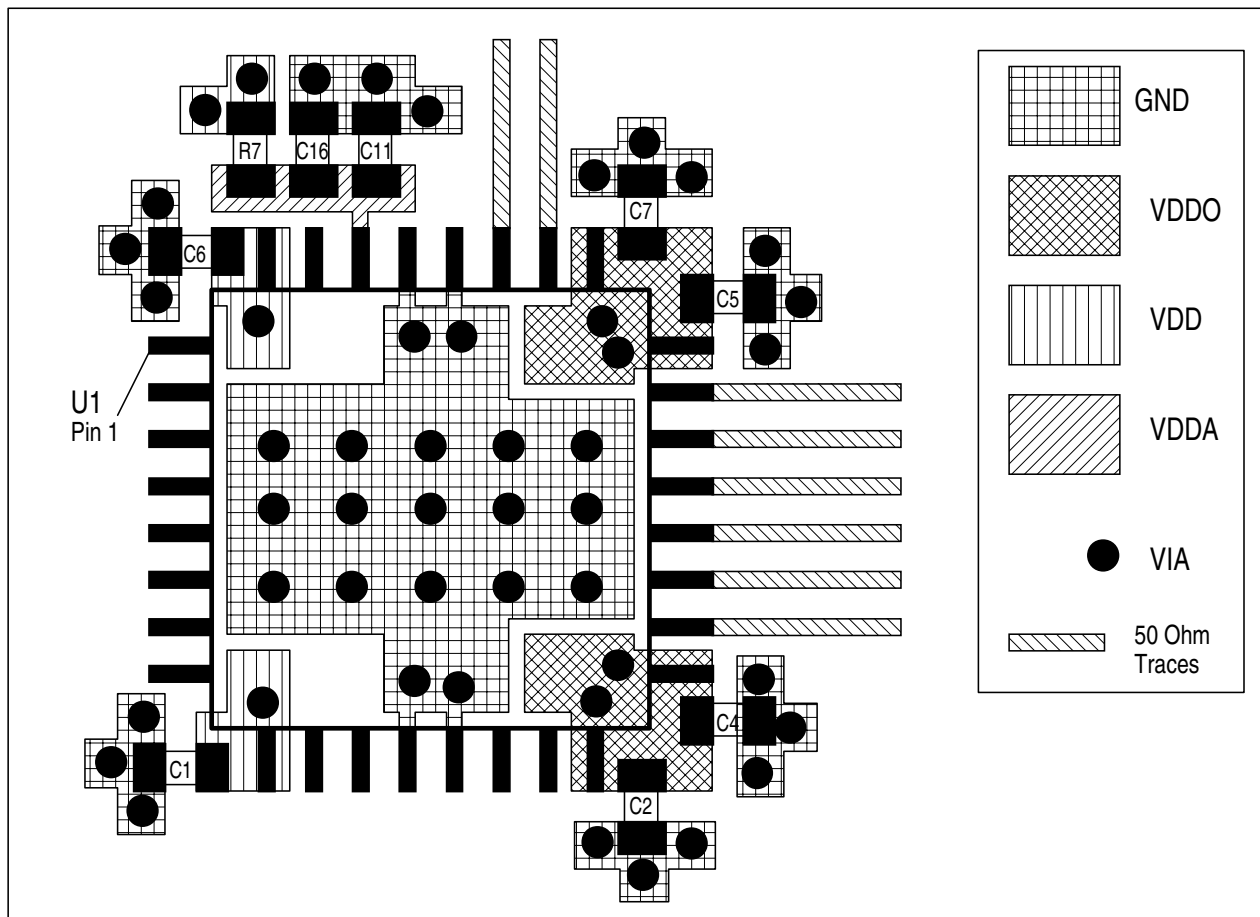 R7
C16
C11
C7
C6
C5
U1
Pin 1
C1
C4
C2
GND
VDDO
VDD
VDDA
VIA
50 Ohm
Traces